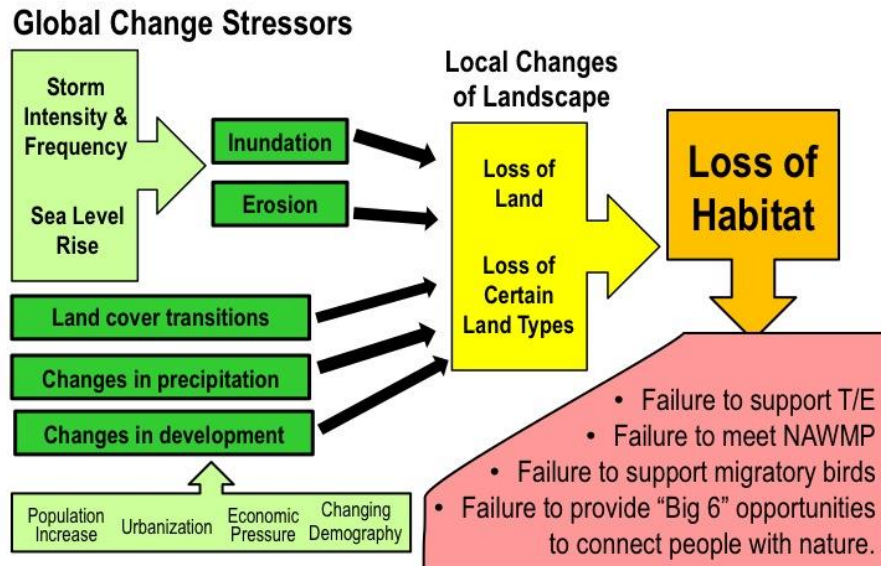 Global Change Stressors
Storm
Intensity &
Frequency
Sea Level
Rise
Inundation
Erosion
Land cover transitions
Changes in precipitation
Changes in development
Population
Increase
Urbanization
Economic
Pressure
Changing
Demography
Local Changes
of Landscape
Loss of
Land
Loss of
Certain
Land Types
Loss of
Habitat
• Failure to support T/E
• Failure to meet NAWMP
• Failure to support migratory birds
• Failure to provide “Big 6” opportunities
to connect people with nature.